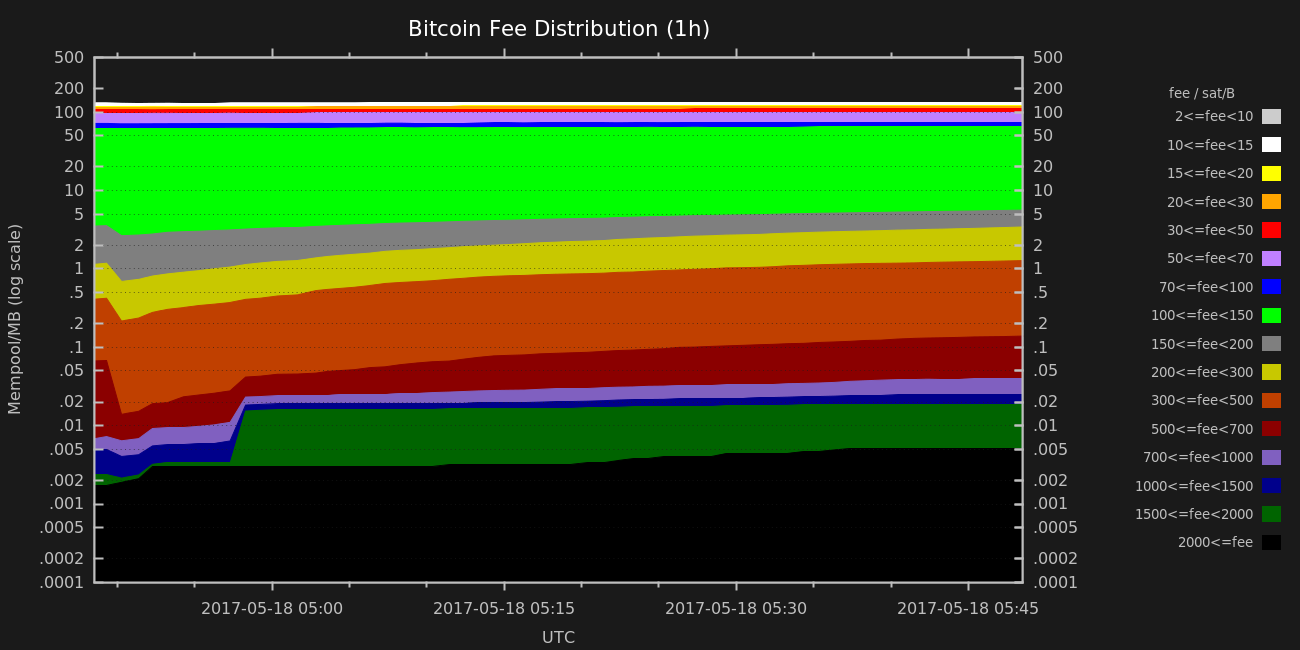 Bitcoin Fee Distribution (1h)
500
200
100
50
20
10
5
2
1
.5
.2
.1
.05
.02
.01
.005
.002
.001
.0005
.0002
.0001
Mempool/MB (log scale)
500
200
100
50
20
10
5
2
1
.5
.2
.1
.05
.02
.01
.005
.002
.001
.0005
.0002
.0001
2017-05-18 05:00
2017-05-18 05:15
2017-05-18 05:30
2017-05-18 05:45
UTC
fee / sat/B
2<=fee<10
10<=fee<15
15<=fee<20
20<=fee<30
30<=fee<50
50<=fee<70
70<=fee<100
100<=fee<150
150<=fee<200
200<=fee<300
300<=fee<500
500<=fee<700
700<=fee<1000
1000<=fee<1500
1500<=fee<2000
2000<=fee